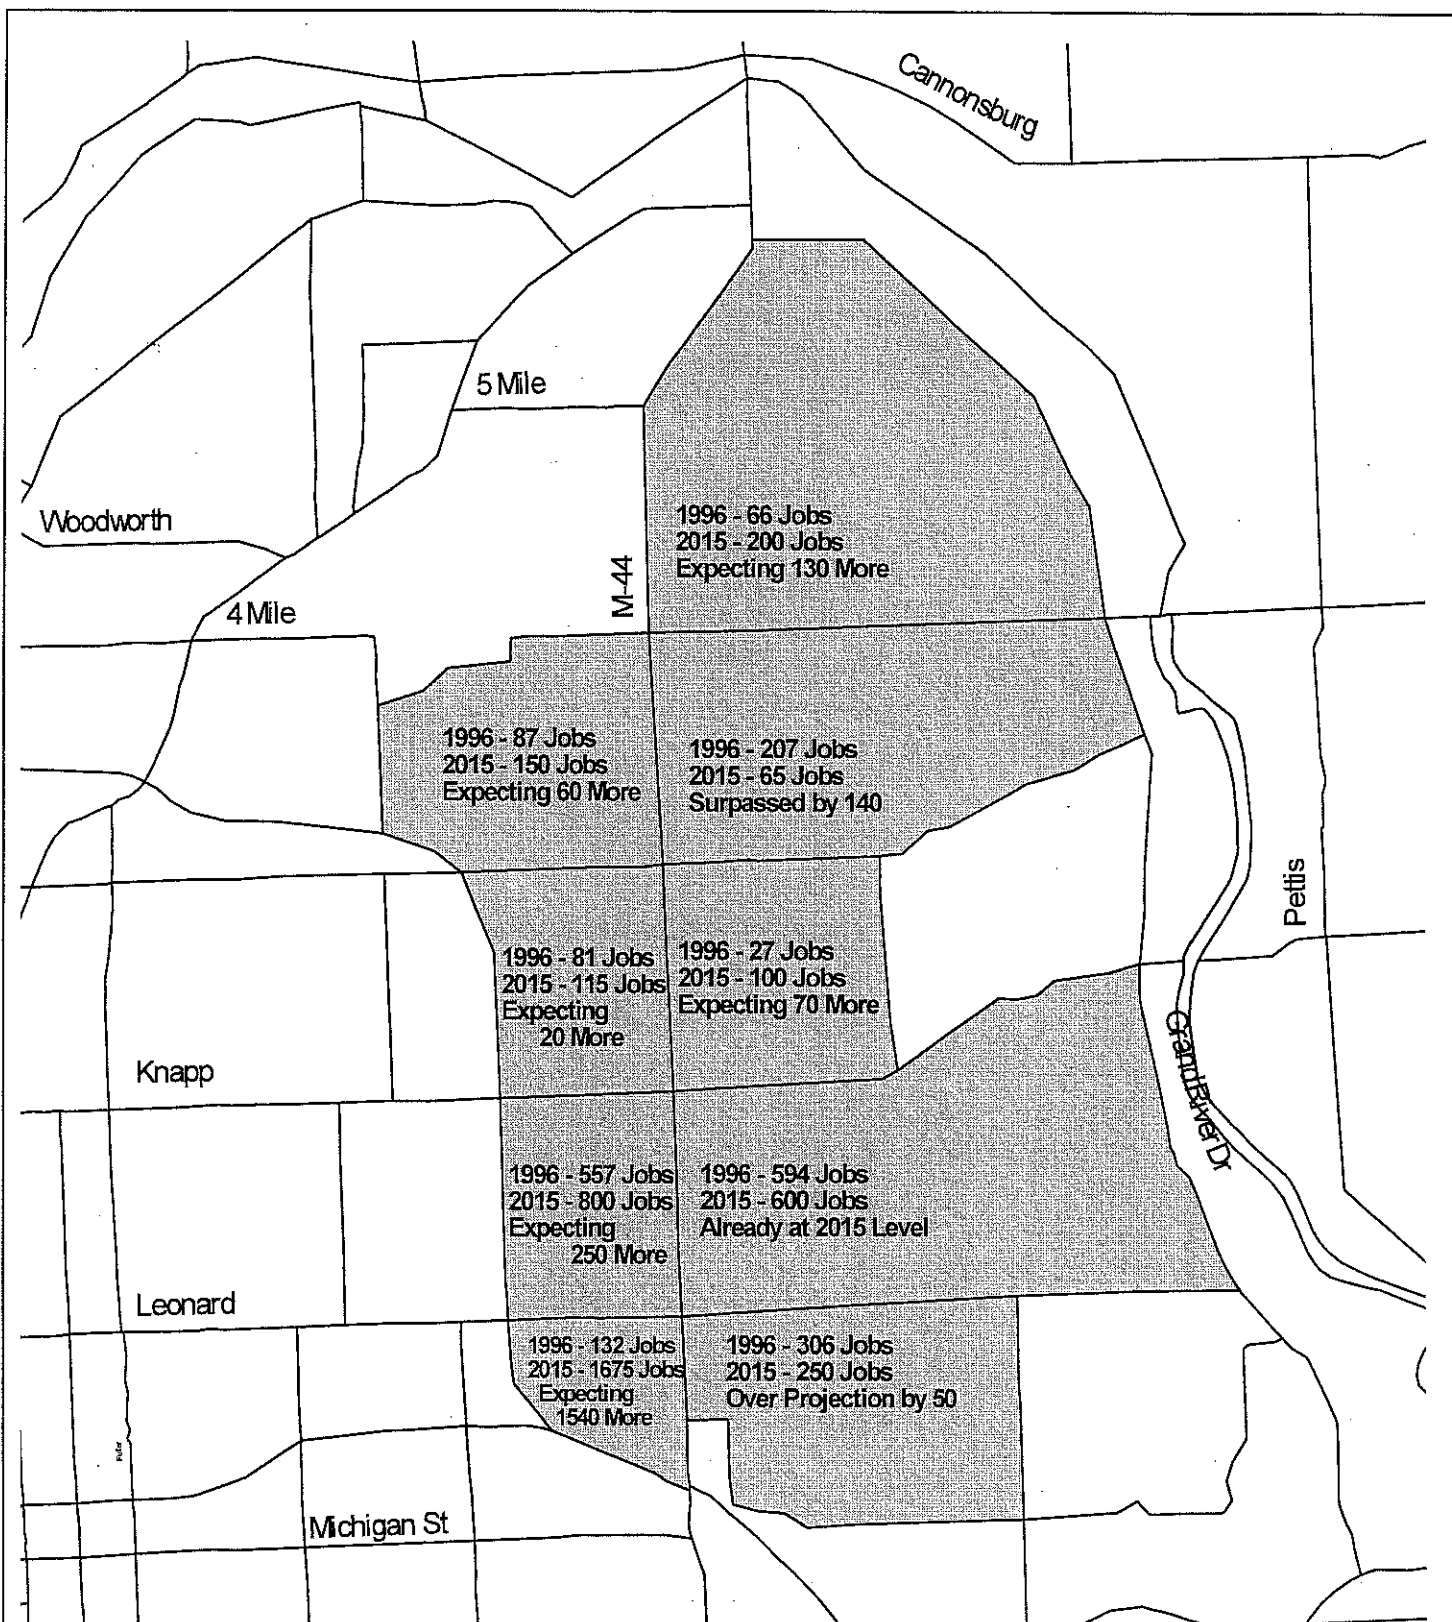 Cannonsburg
5 Mile
Woodworth
1996 - 66 Jobs
2015 - 200 Jobs
Expecting 130 More
M-44
4 Mile
1996 - 87 Jobs
2015 - 150 Jobs
Expecting 60 More
1996 - 207 Jobs
2015 - 65 Jobs
Surpassed by 140
Pettis
1996 - 81 Jobs
2015 - 115 Jobs
Expecting
20 More
1996 - 27 Jobs
2015 - 100 Jobs
Expecting 70 More
Grand River Dr
Knapp
1996 - 557 Jobs
2015 - 800 Jobs
Expecting
250 More
1996 - 594 Jobs
2015 - 600 Jobs
Already at 2015 Level
Leonard
1996 - 132 Jobs
2015 - 1675 Jobs
Expecting
1540 More
1996 - 306 Jobs
2015 - 250 Jobs
Over Projection by 50
Fuller
Michigan St